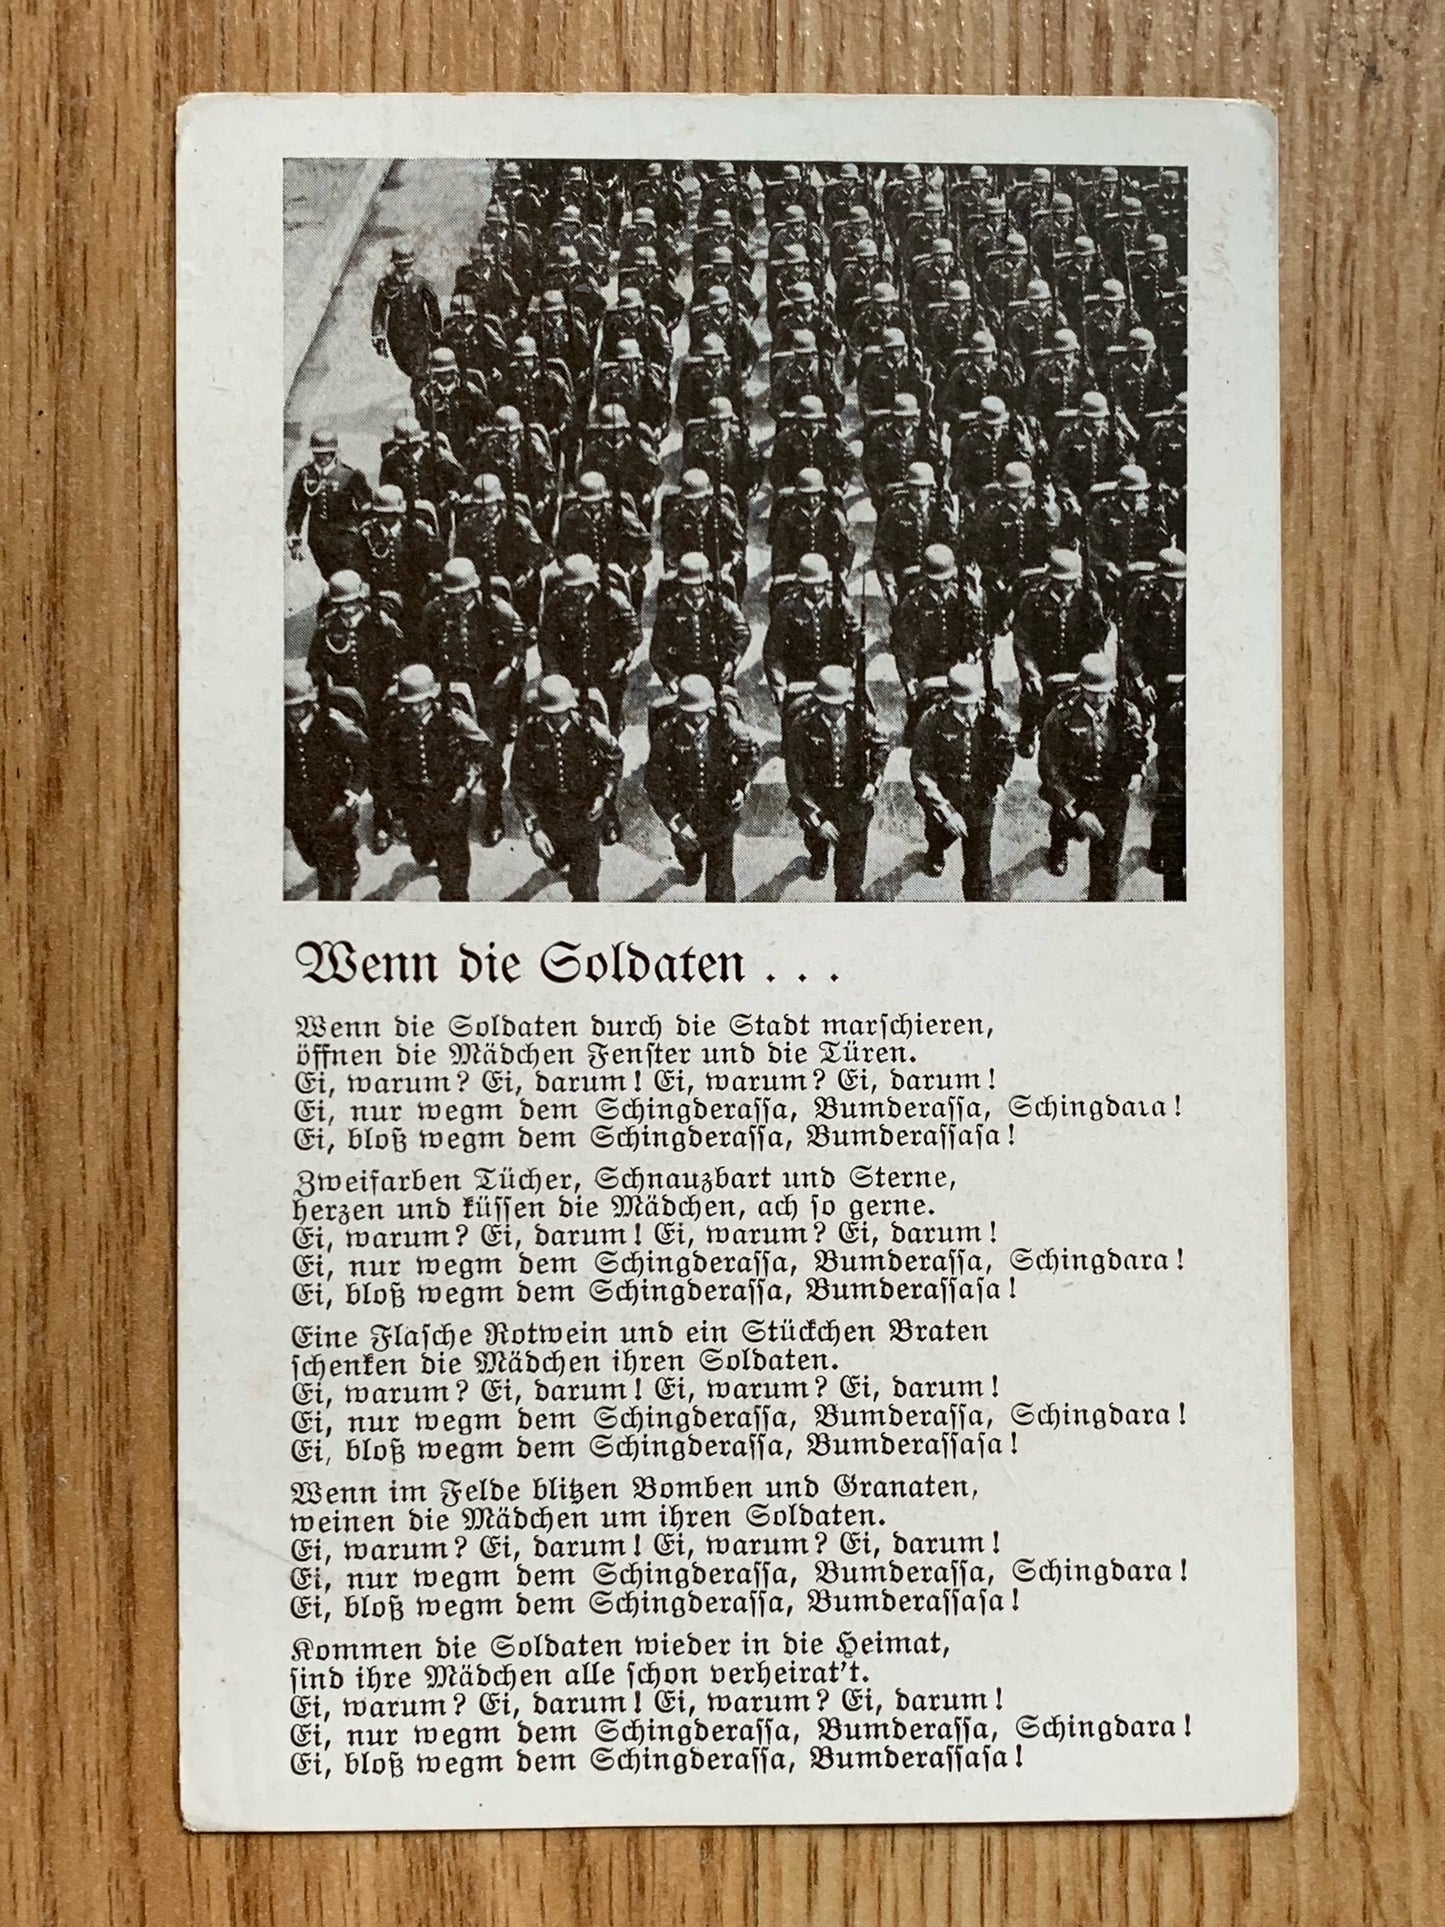 Wenn die Soldaten . . .
Wenn die Soldaten durch die Stadt marſchieren,
öffnen die Mädchen Fenſter und die Türen.
Ei, warum? Ei, darum! Ei, warum? Ei, darum!
Ei, nur wegm dem Schingderaſſa, Bumderaſſa, Schingdara!
Ei, bloß wegm dem Schingderaſſa, Bumderaſſaſa!
Zweifarben Tücher, Schnauzbart und Sterne,
herzen und küſſen die Mädchen, ach ſo gerne.
Ei, warum? Ei, darum! Ei, warum? Ei, darum!
Ei, nur wegm dem Schingderaſſa, Bumderaſſa, Schingdara!
Ei, bloß wegm dem Schingderaſſa, Bumderaſſaſa!
Eine Flaſche Rotwein und ein Stückchen Braten
ſchenken die Mädchen ihren Soldaten.
Ei, warum? Ei, darum! Ei, warum? Ei, darum!
Ei, nur wegm dem Schingderaſſa, Bumderaſſa, Schingdara!
Ei, bloß wegm dem Schingderaſſa, Bumderaſſaſa!
Wenn im Felde blitzen Bomben und Granaten,
weinen die Mädchen um ihren Soldaten.
Ei, warum? Ei, darum! Ei, warum? Ei, darum!
Ei, nur wegm dem Schingderaſſa, Bumderaſſa, Schingdara!
Ei, bloß wegm dem Schingderaſſa, Bumderaſſaſa!
Kommen die Soldaten wieder in die Heimat,
ſind ihre Mädchen alle ſchon verheirat't.
Ei, warum? Ei, darum! Ei, warum? Ei, darum!
Ei, nur wegm dem Schingderaſſa, Bumderaſſa, Schingdara!
Ei, bloß wegm dem Schingderaſſa, Bumderaſſaſa!